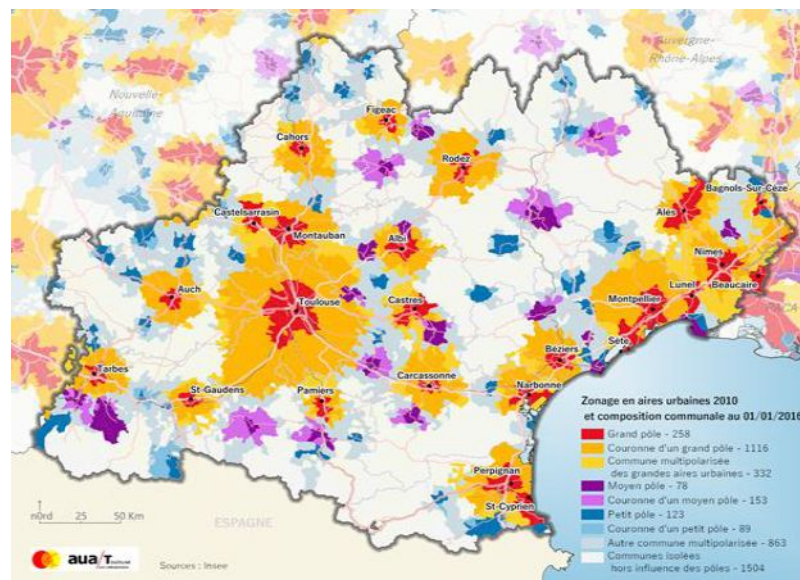 Auvergne-
Rhône-Alpes
Nouvelle-
Aquitaine
Figeac
Cahors
Rodez
Bagnols-Sur-Cèze
Alès
Castelsarrasin
Montauban
Albi
Nîmes
Lunel Beaucaire
Auch
Toulouse
Castres
Montpellier
PACA
Sète
Béziers
Tarbes
St-Gaudens
Pamiers
Carcassonne
Narbonne
Perpignan
St-Cyprien
Zonage en aires urbaines 2010
et composition communale au 01/01/2016
Grand pôle - 258
Couronne d'un grand pôle - 1116
Commune multipolarisée
des grandes aires urbaines - 332
Moyen pôle - 78
Couronne d'un moyen pôle - 153
Petit pôle - 123
Couronne d'un petit pôle - 89
Autre commune multipolarisée - 863
Communes isolées
hors influence des pôles - 1504
nord 25 50 Km
ESPAGNE
aua/T
Sources : Insee